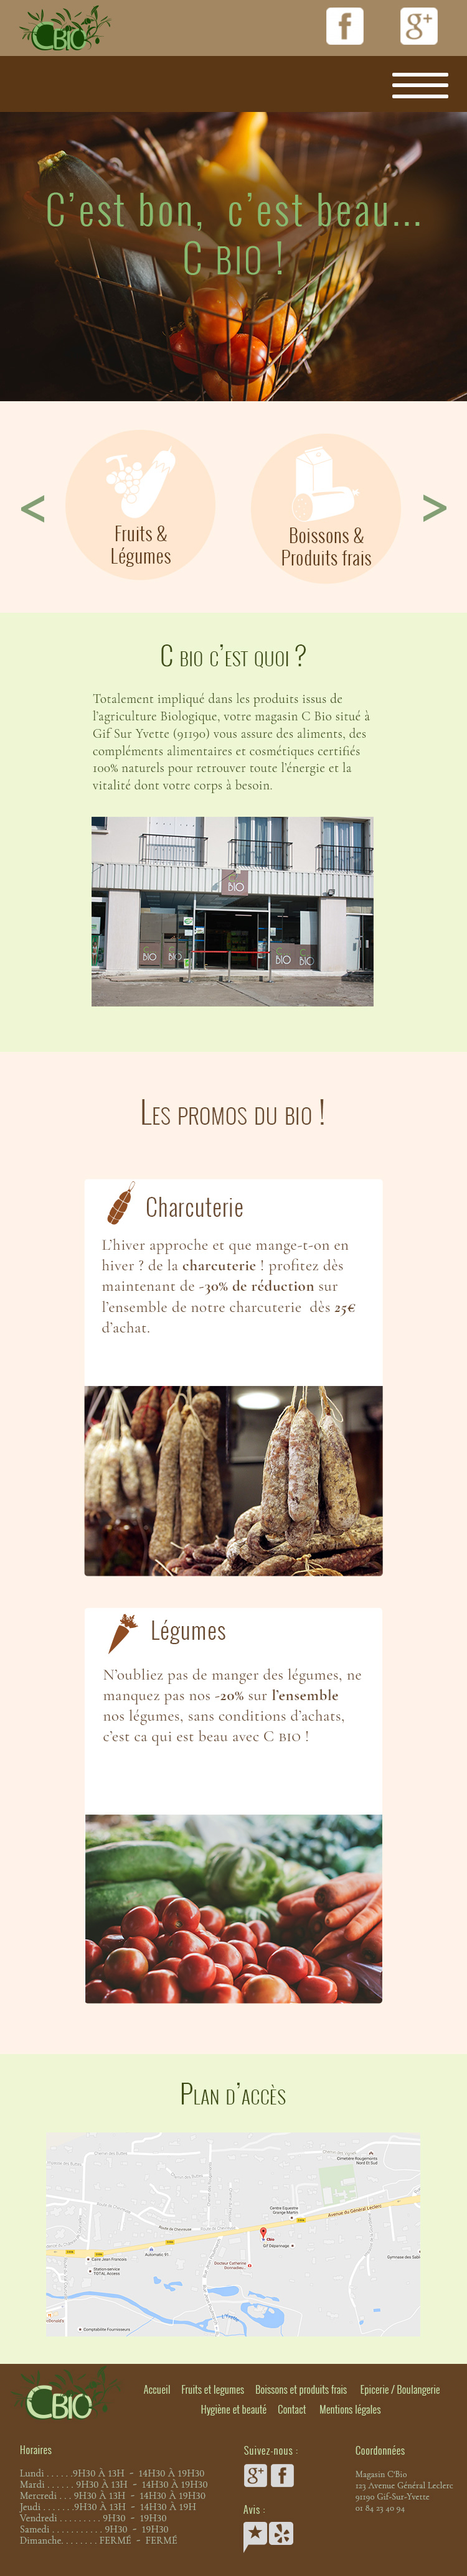 CBIO
f
g+
C'est bon, c'est beau...
C BIO !
<
Fruits &
Légumes
Boissons &
Produits frais
>
C BIO C'EST QUOI ?
Totalement impliqué dans les produits issus de
l'agriculture Biologique, votre magasin C Bio situé à
Gif Sur Yvette (91190) vous assure des aliments, des
compléments alimentaires et cosmétiques certifiés
100% naturels pour retrouver toute l'énergie et la
vitalité dont votre corps à besoin.
BIO
BIO
BIO
BIO
BIO
LES PROMOS DU BIO !
Charcuterie
L'hiver approche et que mange-t-on en
hiver ? de la charcuterie ! profitez dès
maintenant de -30% de réduction sur
l'ensemble de notre charcuterie dès 25€
d'achat.
Légumes
N'oubliez pas de manger des légumes, ne
manquez pas nos -20% sur l'ensemble
nos légumes, sans conditions d'achats,
c'est ca qui est beau avec C BIO !
PLAN D'ACCÈS
Cimetière Rougemonts
Nord Et Sud
Centre Equestre
Grange Martin
Avenue du Général Leclerc
Route de Chevreuse
CBio
Gif Dépannage
Automatic 91
Cars Jean Francois
Docteur Catherine
Station-service
TOTAL Access
L'Yvette
Comptabilite Fournisseurs
CBIO
Accueil Fruits et legumes Boissons et produits frais Epicerie / Boulangerie
Hygiène et beauté Contact Mentions légales
Horaires
Lundi . . . . . .9H30 À 13H - 14H30 À 19H30
Mardi . . . . . . 9H30 À 13H - 14H30 À 19H30
Mercredi . . . 9H30 À 13H - 14H30 À 19H30
Jeudi . . . . . . .9H30 À 13H - 14H30 À 19H
Vendredi . . . . . . . . . 9H30 - 19H30
Samedi . . . . . . . . . . . 9H30 - 19H30
Dimanche. . . . . . . . FERMÉ - FERMÉ
Suivez-nous :
g+ f
Avis :
Coordonnées
Magasin C'Bio
123 Avenue Général Leclerc
91190 Gif-Sur-Yvette
01 84 23 40 94